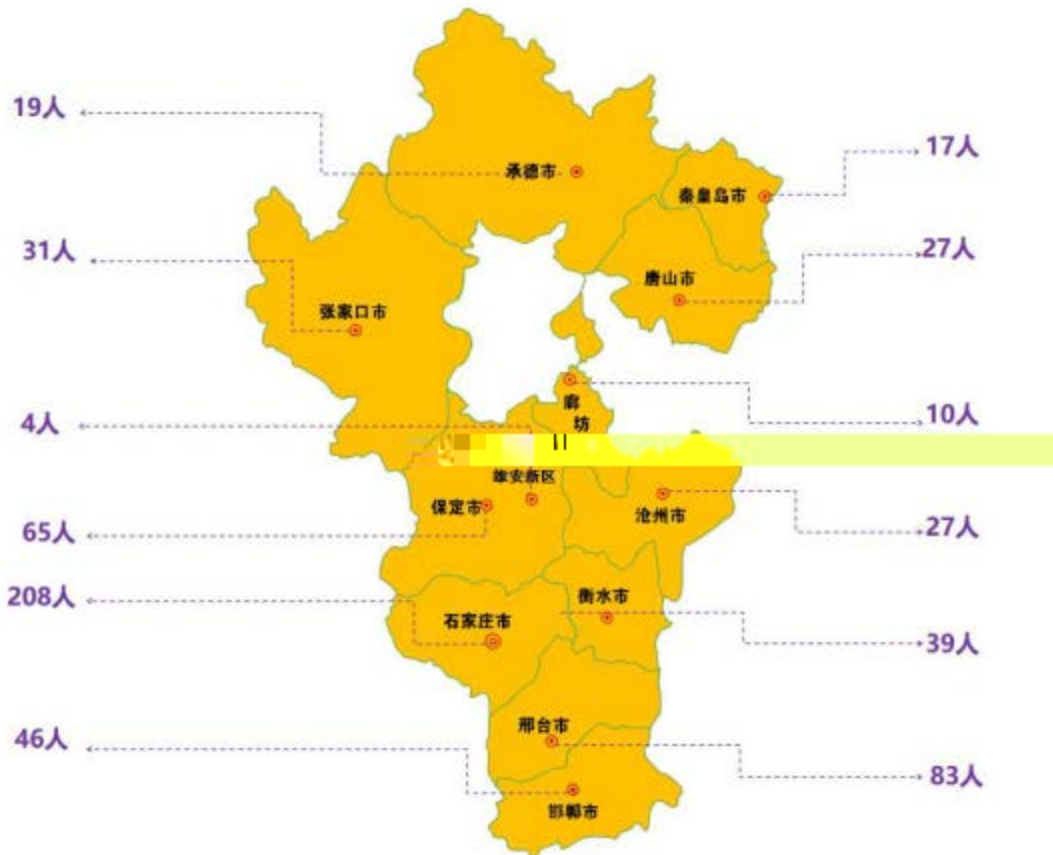 19人
承德市
17人
秦皇岛市
31人
27人
唐山市
张家口市
4人
10人
廊
坊
雄安新区
保定市
沧州市
65人
27人
208人
衡水市
石家庄市
39人
46人
邢台市
83人
邯郸市